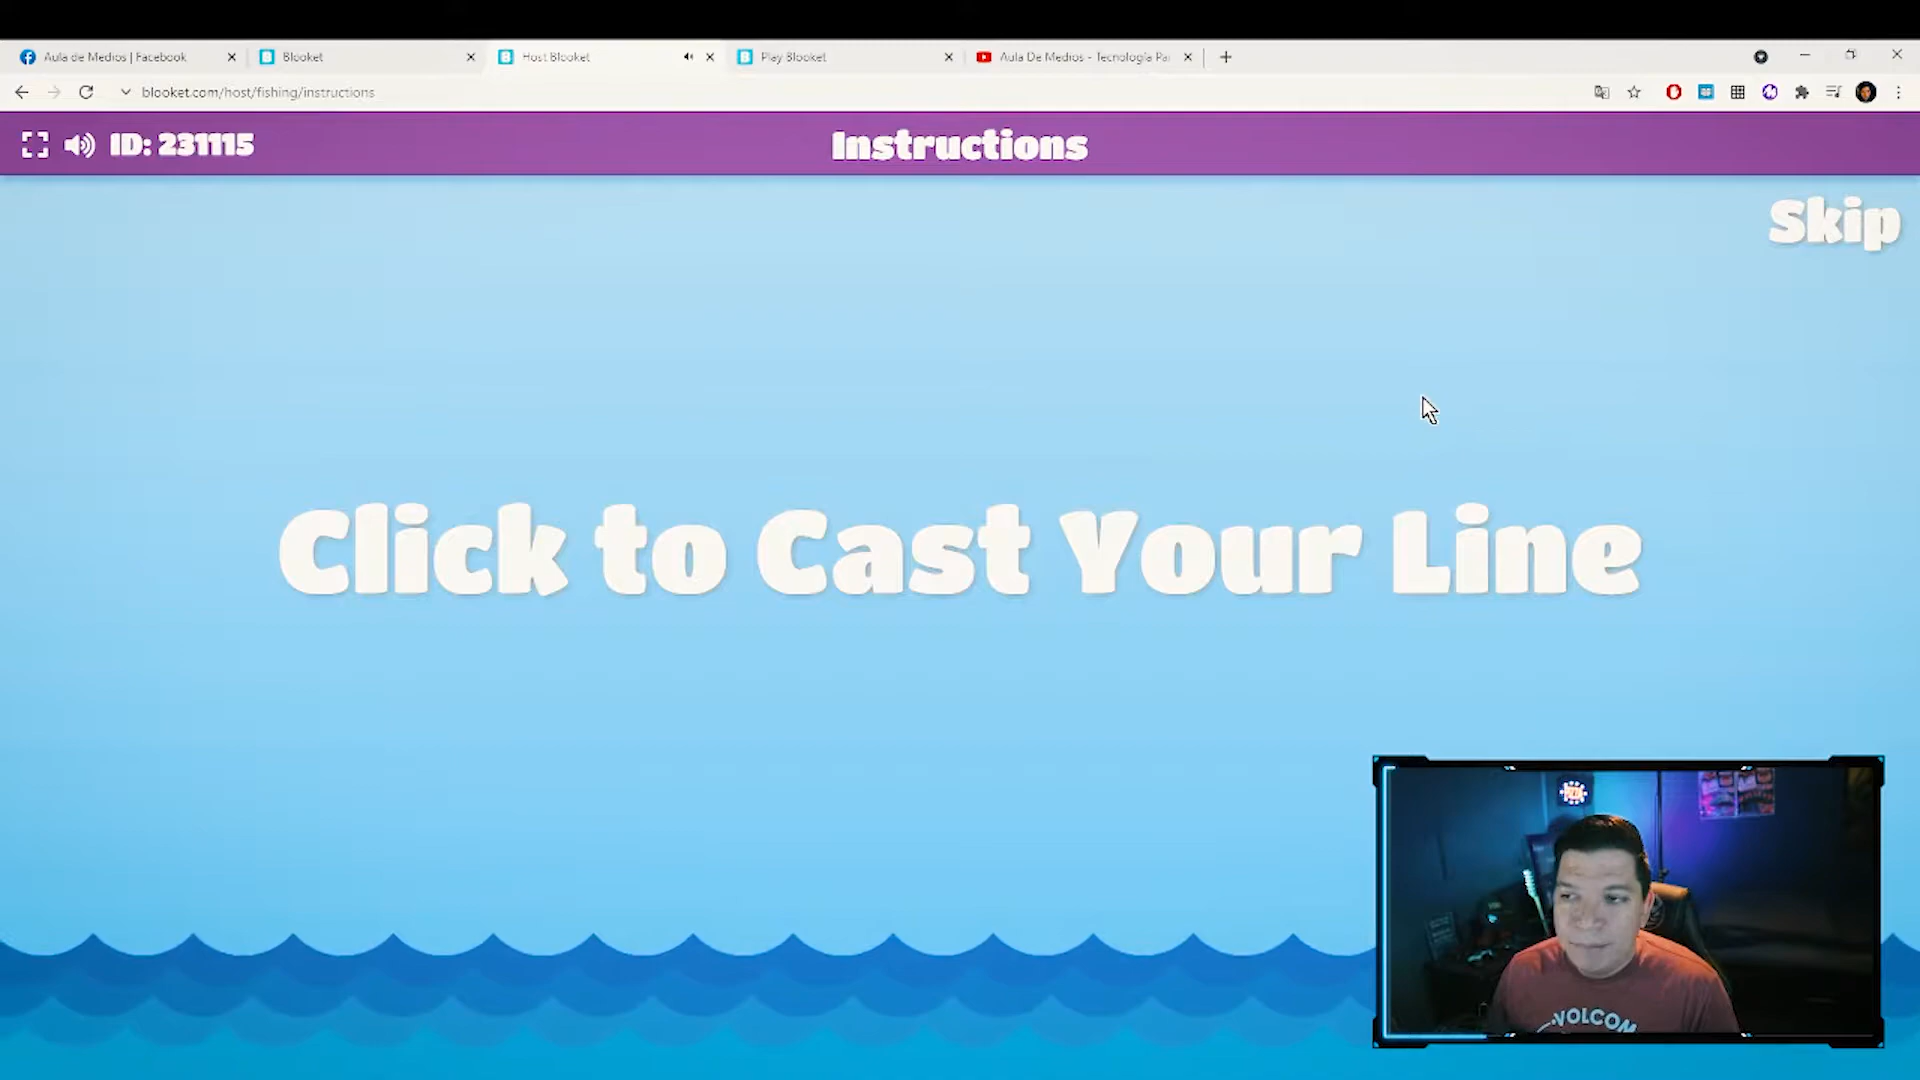 Aula de Medios | Facebook
Blooket
Host Blooket
Play Blooket
Aula De Medios - Tecnología Pa
blooket.com/host/fishing/instructions
ID: 231115
Instructions
Skip
Click to Cast Your Line
VOLCOM